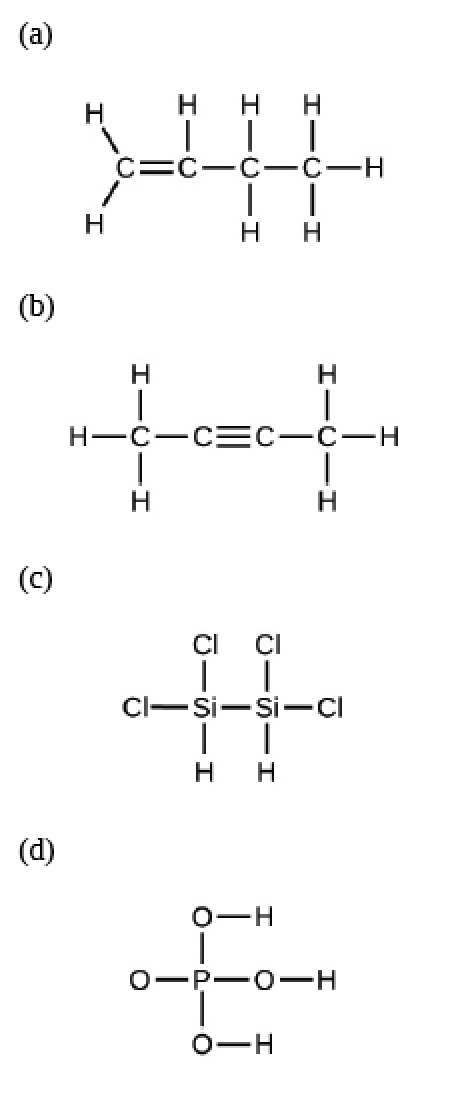 (a)
H H H H
C C C C H
H H H
(b)
H H
H C C C C H
H H
(c)
Cl Cl
Cl Si Si Cl
H H
(d)
O H
O P O H
O H